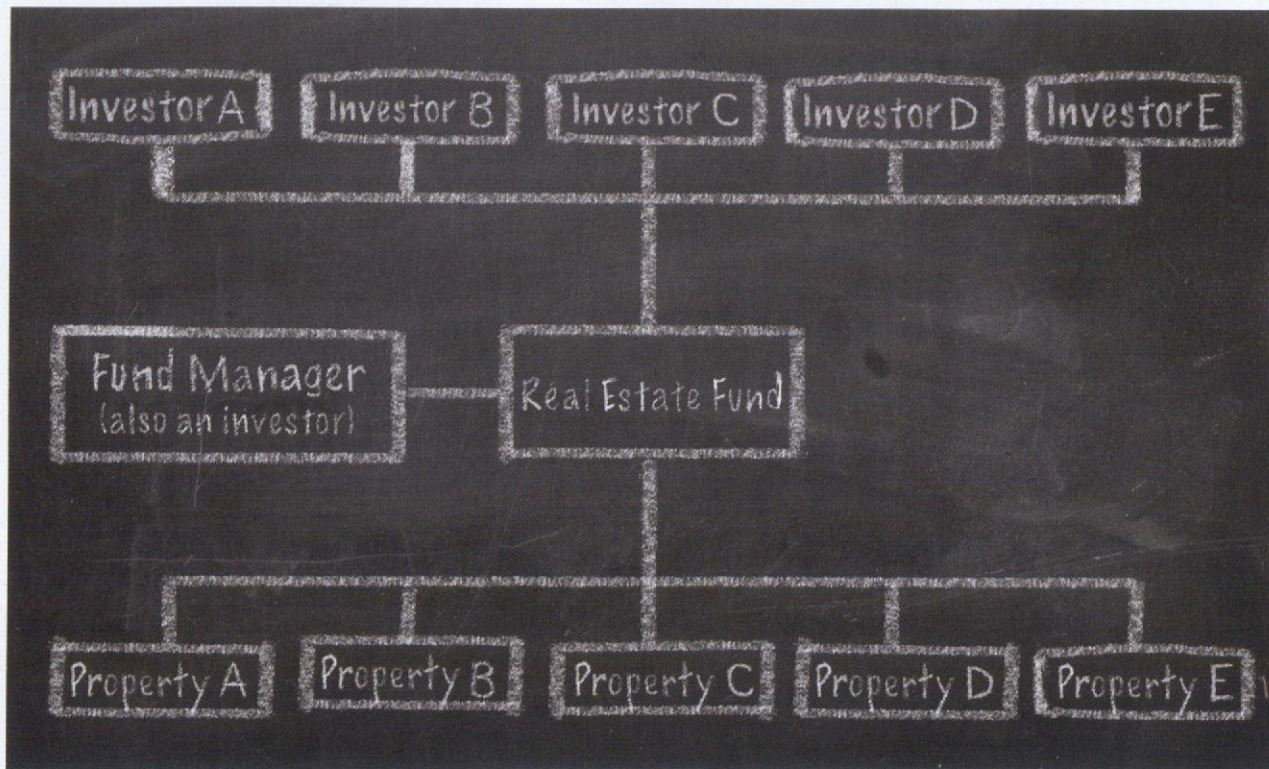 Investor A
Investor B
Investor C
Investor D
Investor E
Fund Manager
(also an investor)
Real Estate Fund
Property A
Property B
Property C
Property D
Property E